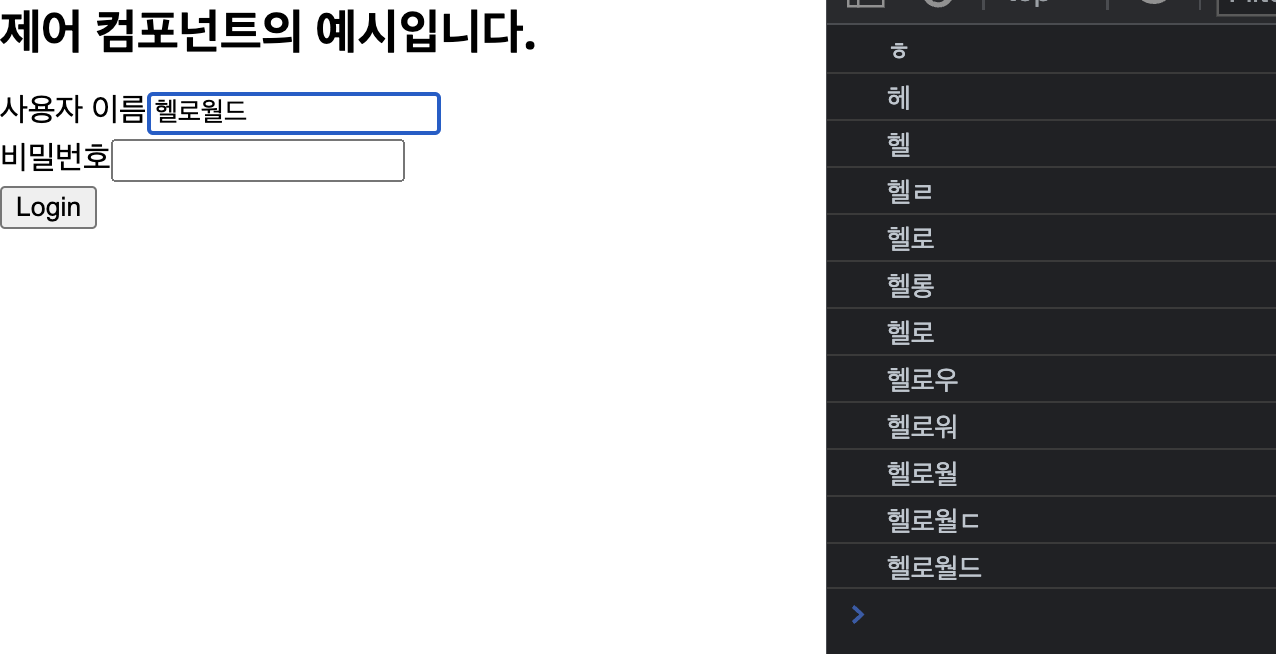 제어 컴포넌트의 예시입니다.
사용자 이름 헬로월드
비밀번호
Login
ㅎ
헤
헬
헬ㄹ
헬로
헬롱
헬로
헬로우
헬로워
헬로월
헬로월ㄷ
헬로월드